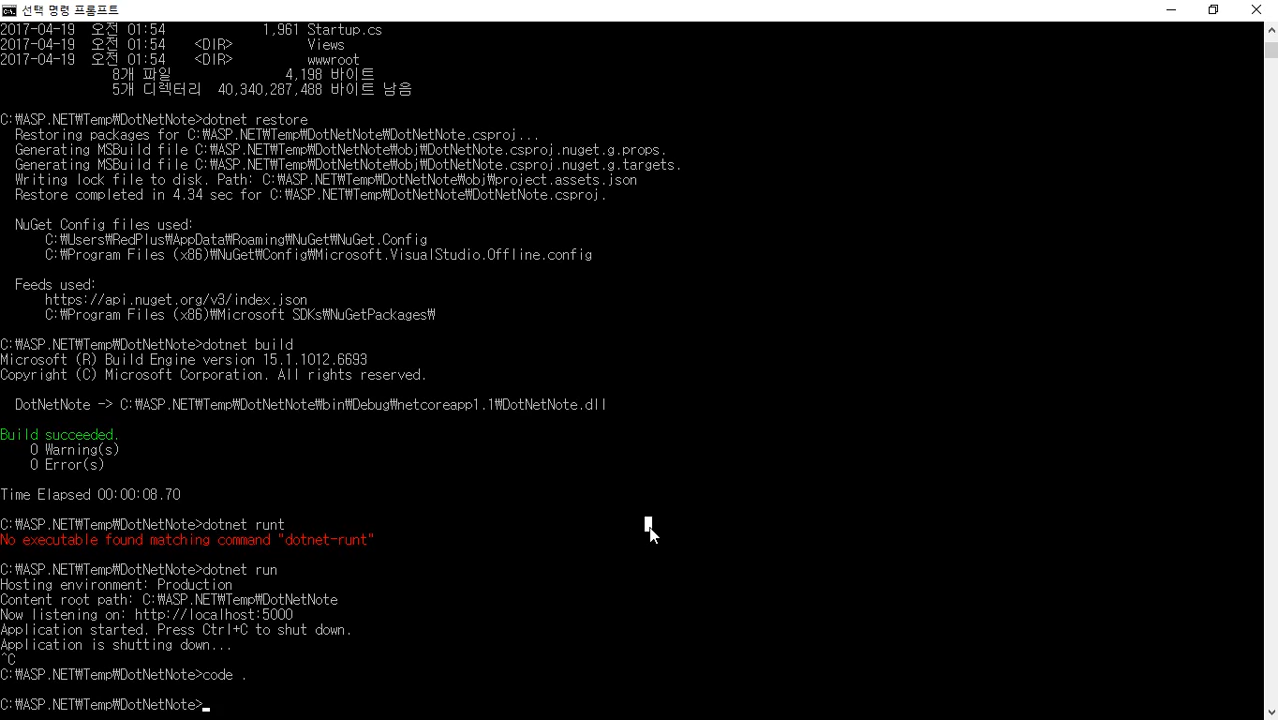 선택 명령 프롬프트
2017-04-19 오전 01:54 1,961 Startup.cs
2017-04-19 오전 01:54 <DIR> Views
2017-04-19 오전 01:54 <DIR> wwwroot
8개 파일 4,198 바이트
5개 디렉터리 40,340,287,488 바이트 남음
C:₩ASP.NET₩Temp₩DotNetNote>dotnet restore
Restoring packages for C:₩ASP.NET₩Temp₩DotNetNote₩DotNetNote.csproj...
Generating MSBuild file C:₩ASP.NET₩Temp₩DotNetNote₩obj₩DotNetNote.csproj.nuget.g.props.
Generating MSBuild file C:₩ASP.NET₩Temp₩DotNetNote₩obj₩DotNetNote.csproj.nuget.g.targets.
Writing lock file to disk. Path: C:₩ASP.NET₩Temp₩DotNetNote₩obj₩project.assets.json
Restore completed in 4.34 sec for C:₩ASP.NET₩Temp₩DotNetNote₩DotNetNote.csproj.
NuGet Config files used:
C:₩Users₩RedPlus₩AppData₩Roaming₩NuGet₩NuGet.Config
C:₩Program Files (x86)₩NuGet₩Config₩Microsoft.VisualStudio.Offline.config
Feeds used:
https://api.nuget.org/v3/index.json
C:₩Program Files (x86)₩Microsoft SDKs₩NuGetPackages₩
C:₩ASP.NET₩Temp₩DotNetNote>dotnet build
Microsoft (R) Build Engine version 15.1.1012.6693
Copyright (C) Microsoft Corporation. All rights reserved.
DotNetNote -> C:₩ASP.NET₩Temp₩DotNetNote₩bin₩Debug₩netcoreapp1.1₩DotNetNote.dll
Build succeeded.
0 Warning(s)
0 Error(s)
Time Elapsed 00:00:08.70
C:₩ASP.NET₩Temp₩DotNetNote>dotnet runt
No executable found matching command "dotnet-runt"
C:₩ASP.NET₩Temp₩DotNetNote>dotnet run
Hosting environment: Production
Content root path: C:₩ASP.NET₩Temp₩DotNetNote
Now listening on: http://localhost:5000
Application started. Press Ctrl+C to shut down.
Application is shutting down...
^C
C:₩ASP.NET₩Temp₩DotNetNote>code .
C:₩ASP.NET₩Temp₩DotNetNote>